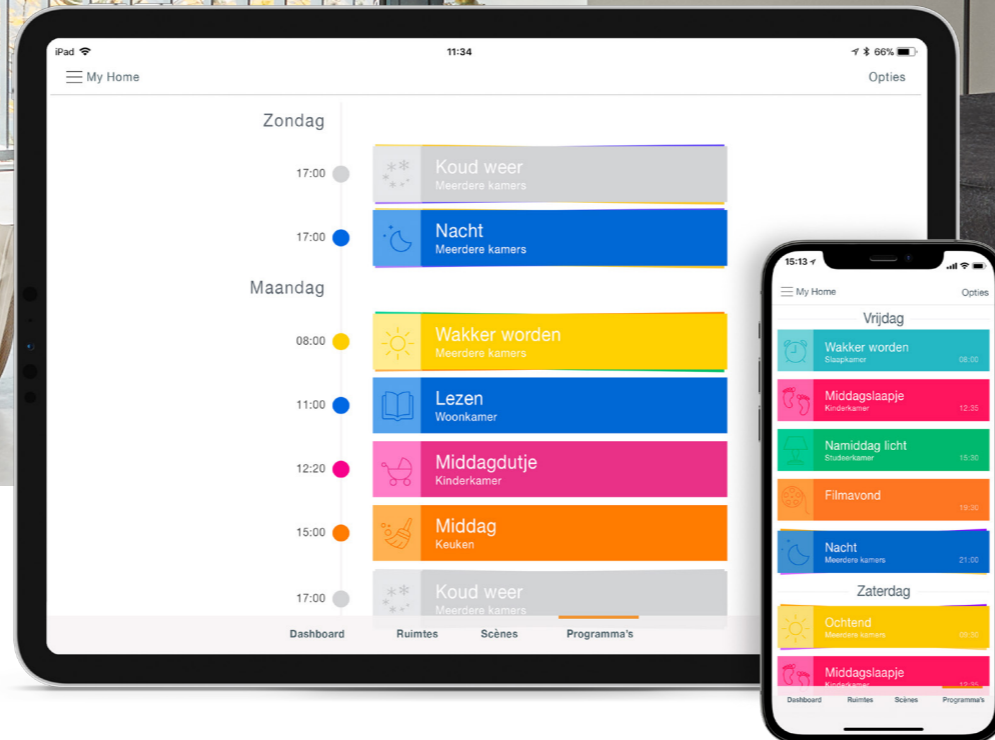 iPad 11:34 66%
My Home Opties
Zondag
17:00 Koud weer
Meerdere kamers
17:00 Nacht
Meerdere kamers
Maandag
08:00 Wakker worden
Meerdere kamers
11:00 Lezen
Woonkamer
12:20 Middagdutje
Kinderkamer
15:00 Middag
Keuken
17:00 Koud weer
Meerdere kamers
Dashboard Ruimtes Scènes Programma's
15:13
My Home Opties
Vrijdag
Wakker worden
Slaapkamer 08:00
Middagslaapje
Kinderkamer 12:35
Namiddag licht
Studeerkamer 15:30
Filmavond
19:30
Nacht
Meerdere kamers 21:00
Zaterdag
Ochtend
Meerdere kamers
Middagslaapje
Kinderkamer 12:35
Dashboard Ruimtes Scènes Programma's